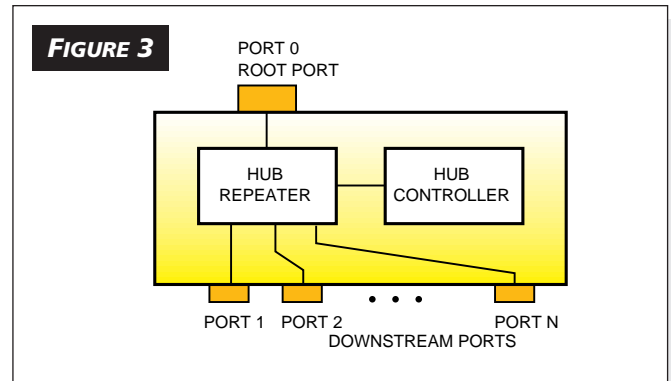 FIGURE 3
PORT 0
ROOT PORT
HUB
REPEATER
HUB
CONTROLLER
• • •
PORT 1
PORT 2
PORT N
DOWNSTREAM PORTS